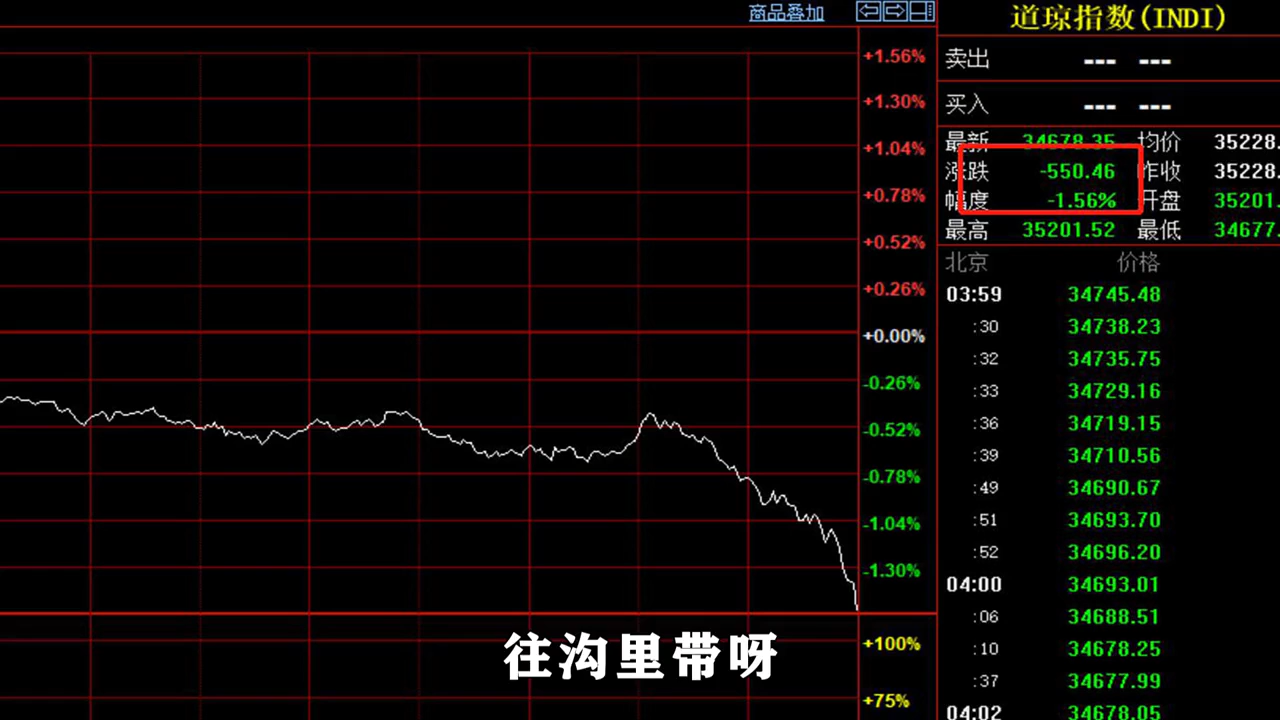 商品叠加
道琼指数(INDI)
卖出 --- ---
买入 --- ---
最新 34678.35 均价 35228.
涨跌 -550.46 昨收 35228.
幅度 -1.56% 开盘 35201.
最高 35201.52 最低 34677.
北京 价格
03:59 34745.48
:30 34738.23
:32 34735.75
:33 34729.16
:36 34719.15
:39 34710.56
:49 34690.67
:51 34693.70
:52 34696.20
04:00 34693.01
:06 34688.51
:10 34678.25
:37 34677.99
04:02 34678.05
+1.56%
+1.30%
+1.04%
+0.78%
+0.52%
+0.26%
+0.00%
-0.26%
-0.52%
-0.78%
-1.04%
-1.30%
+100%
+75%
往沟里带呀